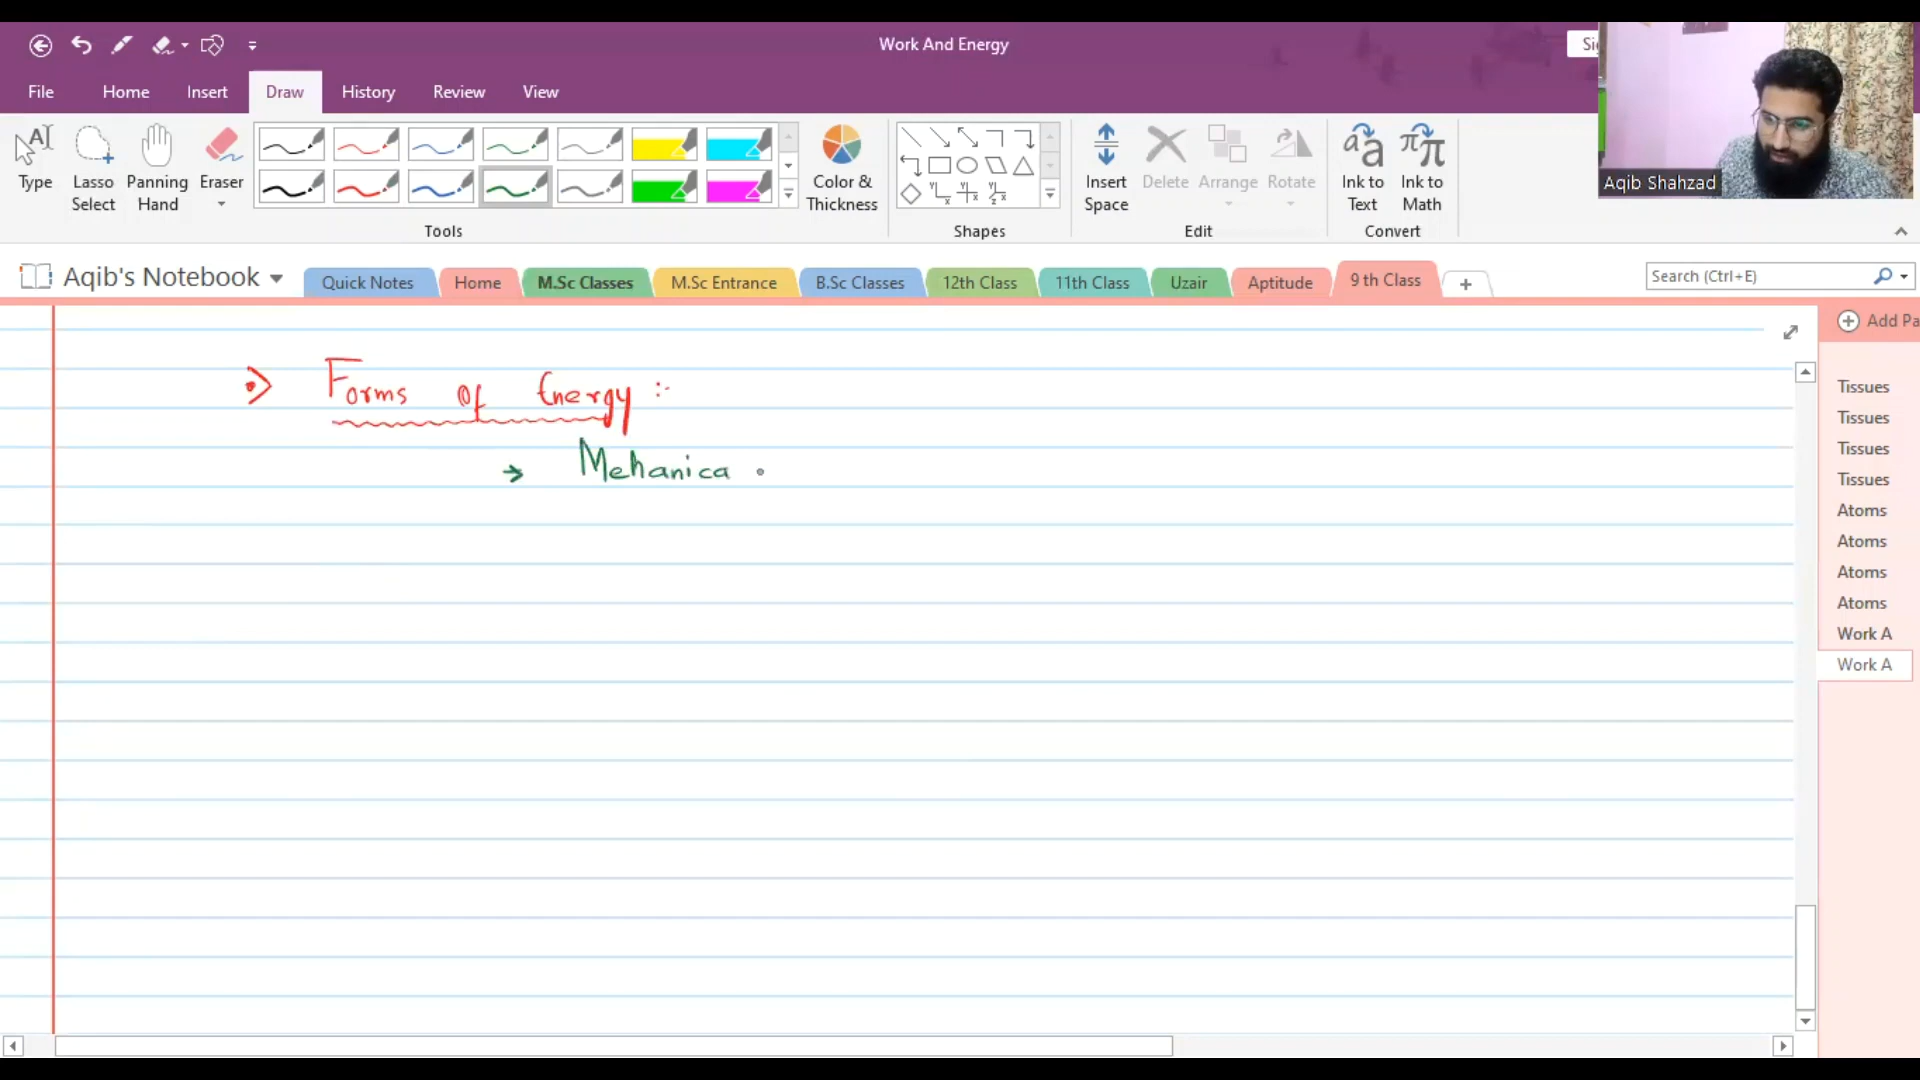 Work And Energy
Si
File Home Insert Draw History Review View
Type
Lasso Select
Panning Hand
Eraser
Color & Thickness
Insert Space
Delete
Arrange
Rotate
Ink to Text
Ink to Math
Tools
Shapes
Edit
Convert
Aqib Shahzad
Aqib's Notebook
Quick Notes Home M.Sc Classes M.Sc Entrance B.Sc Classes 12th Class 11th Class Uzair Aptitude 9 th Class +
Search (Ctrl+E)
Add Pa
Forms Of Energy :-
→ Mehanica
Tissues
Tissues
Tissues
Tissues
Atoms
Atoms
Atoms
Atoms
Work A
Work A